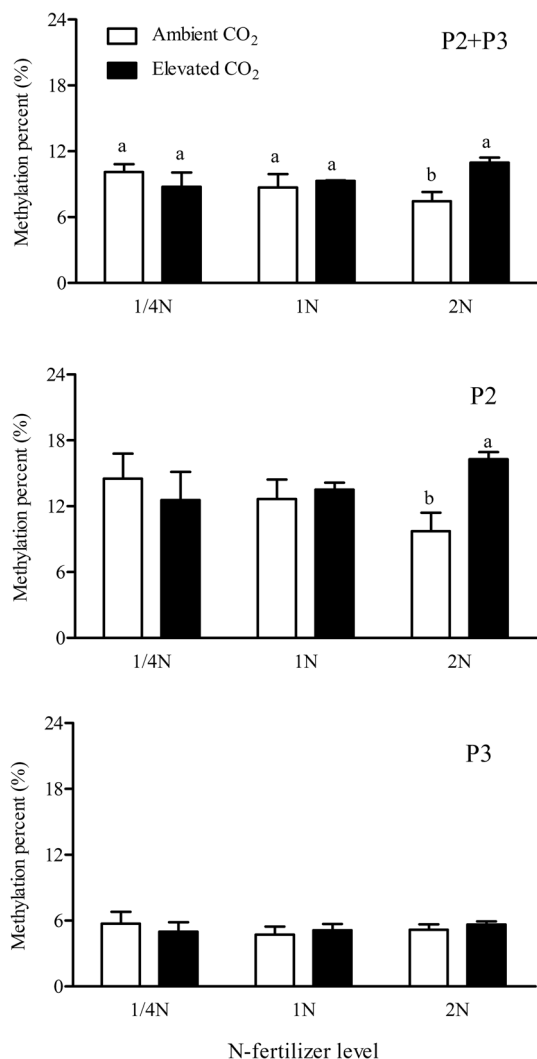 24
Ambient CO2
P2+P3
18
Elevated CO2
Methylation percent (%)
12
a
a
a
a
a
b
6
0
1/4N
1N
2N
24
P2
18
Methylation percent (%)
a
12
b
6
0
1/4N
1N
2N
24
P3
18
Methylation percent (%)
12
6
0
1/4N
1N
2N
N-fertilizer level